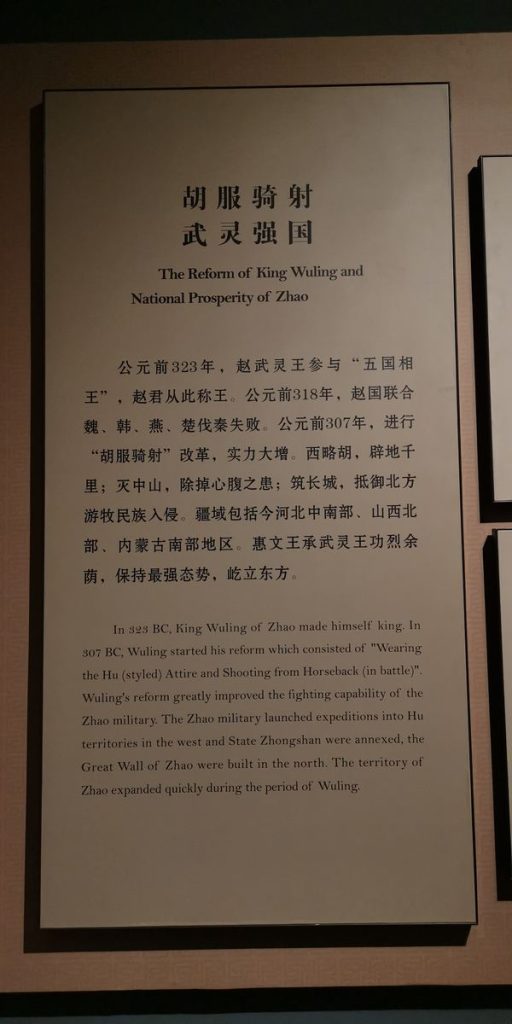 胡服骑射
武灵强国
The Reform of King Wuling and
National Prosperity of Zhao
公元前323年，赵武灵王参与“五国相
王”，赵君从此称王。公元前318年，赵国联合
魏、韩、燕、楚伐秦失败。公元前307年，进行
“胡服骑射”改革，实力大增。西略胡，辟地千
里；灭中山，除掉心腹之患；筑长城，抵御北方
游牧民族入侵。疆域包括今河北中南部、山西北
部、内蒙古南部地区。惠文王承武灵王功烈余
荫，保持最强态势，屹立东方。
In 323 BC, King Wuling of Zhao made himself king. In
307 BC, Wuling started his reform which consisted of "Wearing
the Hu (styled) Attire and Shooting from Horseback (in battle)".
Wuling's reform greatly improved the fighting capability of the
Zhao military. The Zhao military launched expeditions into Hu
territories in the west and State Zhongshan were annexed, the
Great Wall of Zhao were built in the north. The territory of
Zhao expanded quickly during the period of Wuling.